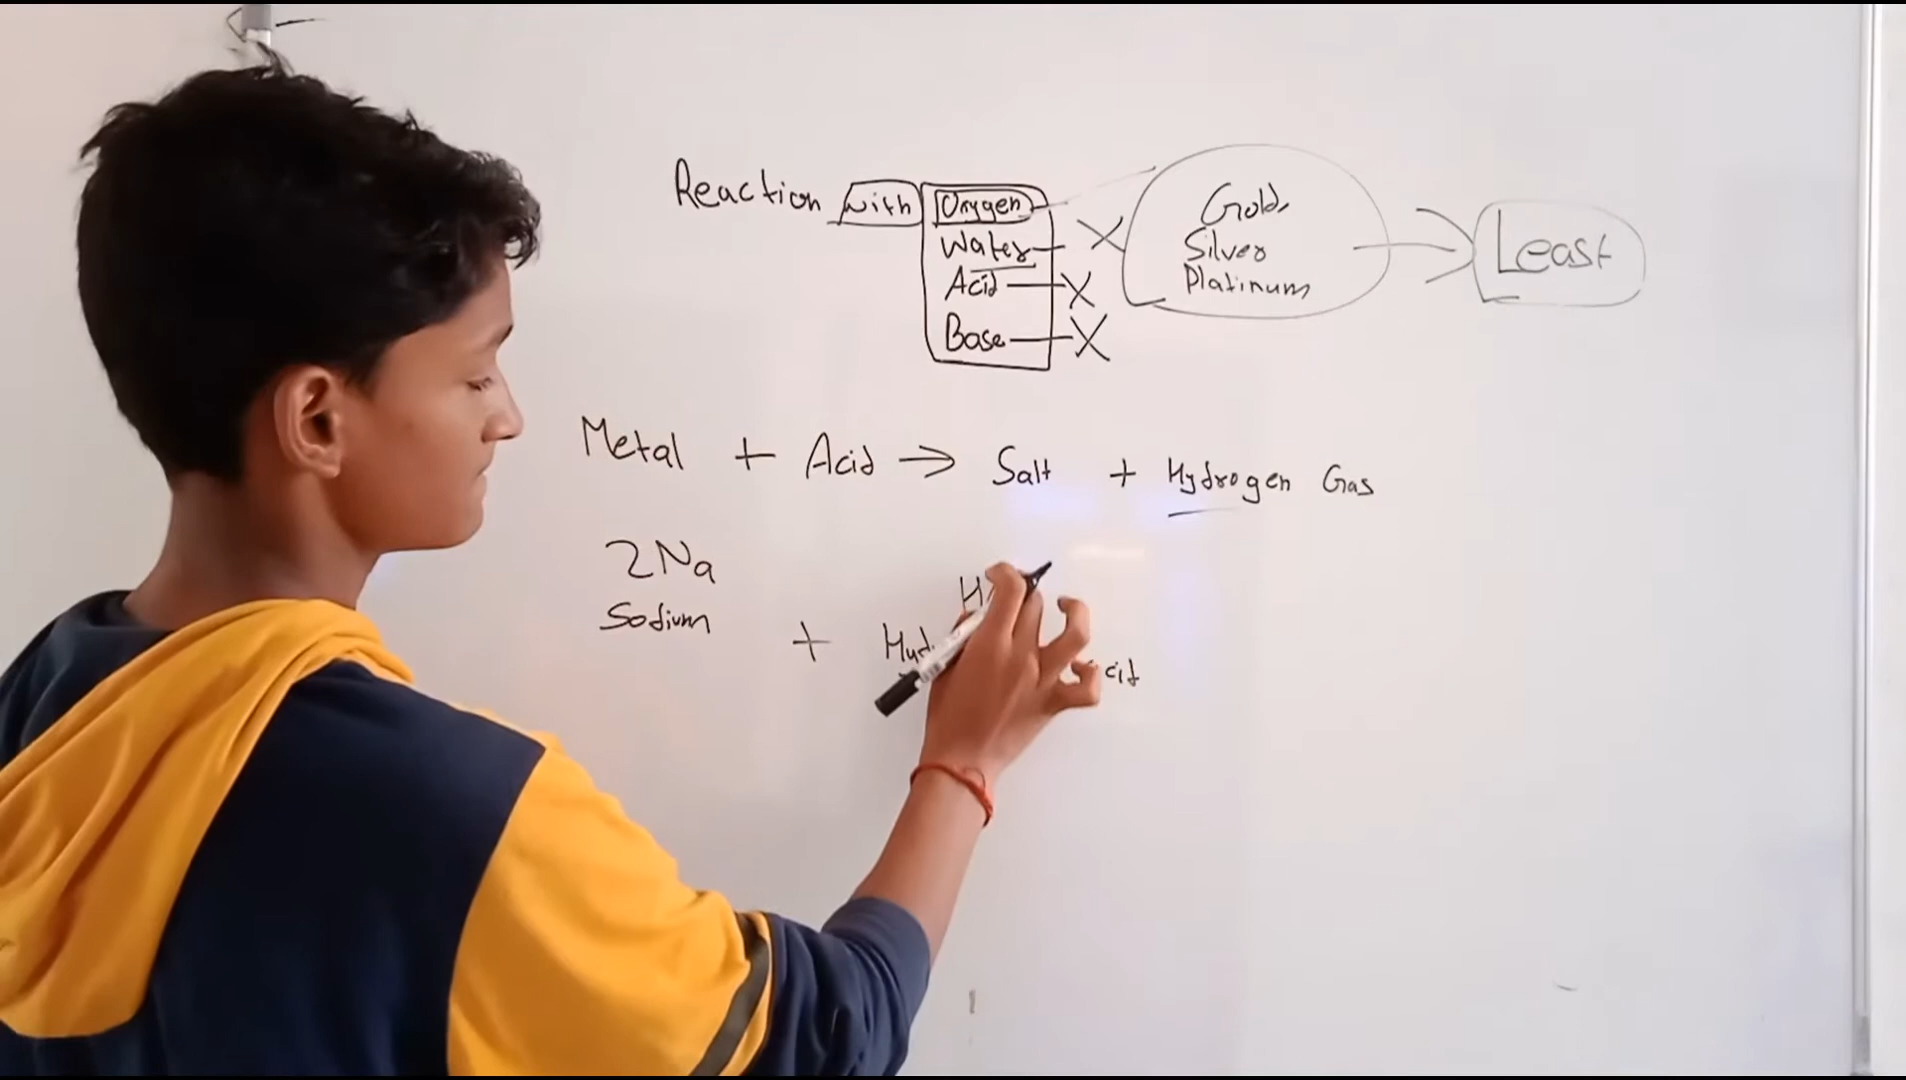 Reaction with Oxygen
Water X
Acid X
Base X
Gold,
Silver
Platinum
Least
Metal + Acid → Salt + Hydrogen Gas
2Na
Sodium +